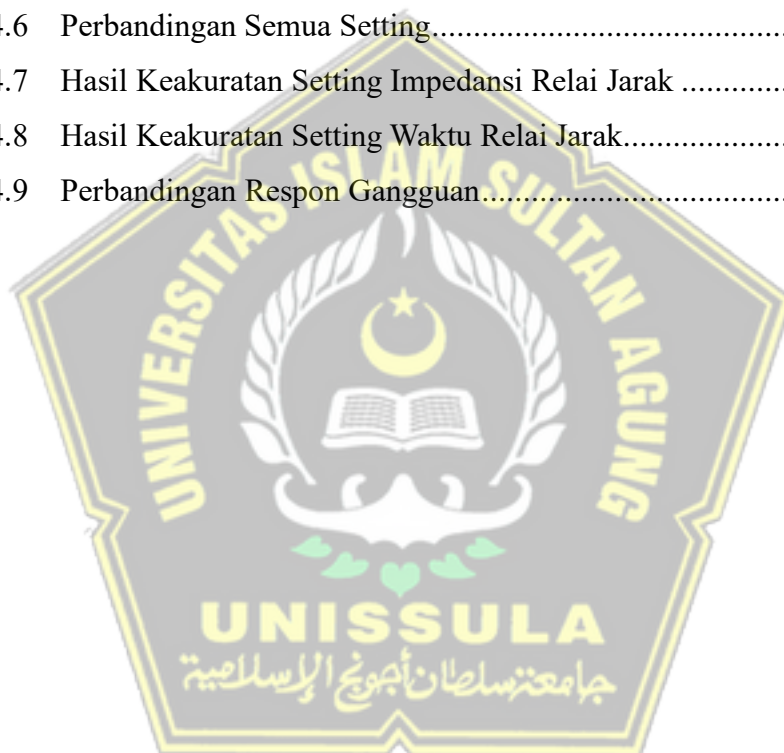 4.6 Perbandingan Semua Setting........................................
4.7 Hasil Keakuratan Setting Impedansi Relai Jarak .............
4.8 Hasil Keakuratan Setting Waktu Relai Jarak....................
4.9 Perbandingan Respon Gangguan.....................................
UNIVERSITAS ISLAM SULTAN AGUNG
UNISSULA
جامعة سلطان أجونج الإسلامية